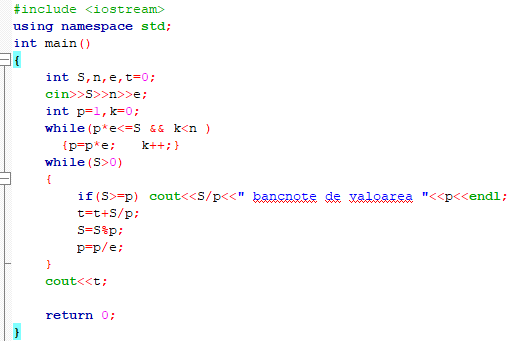 #include <iostream>
using namespace std;
int main()
{
int S,n,e,t=0;
cin>>S>>n>>e;
int p=1,k=0;
while(p*e<=S && k<n )
{p=p*e;   k++;}
while(S>0)
{
if(S>=p) cout<<S/p<<" bancnote de valoarea "<<p<<endl;
t=t+S/p;
S=S%p;
p=p/e;
}
cout<<t;
return 0;
}